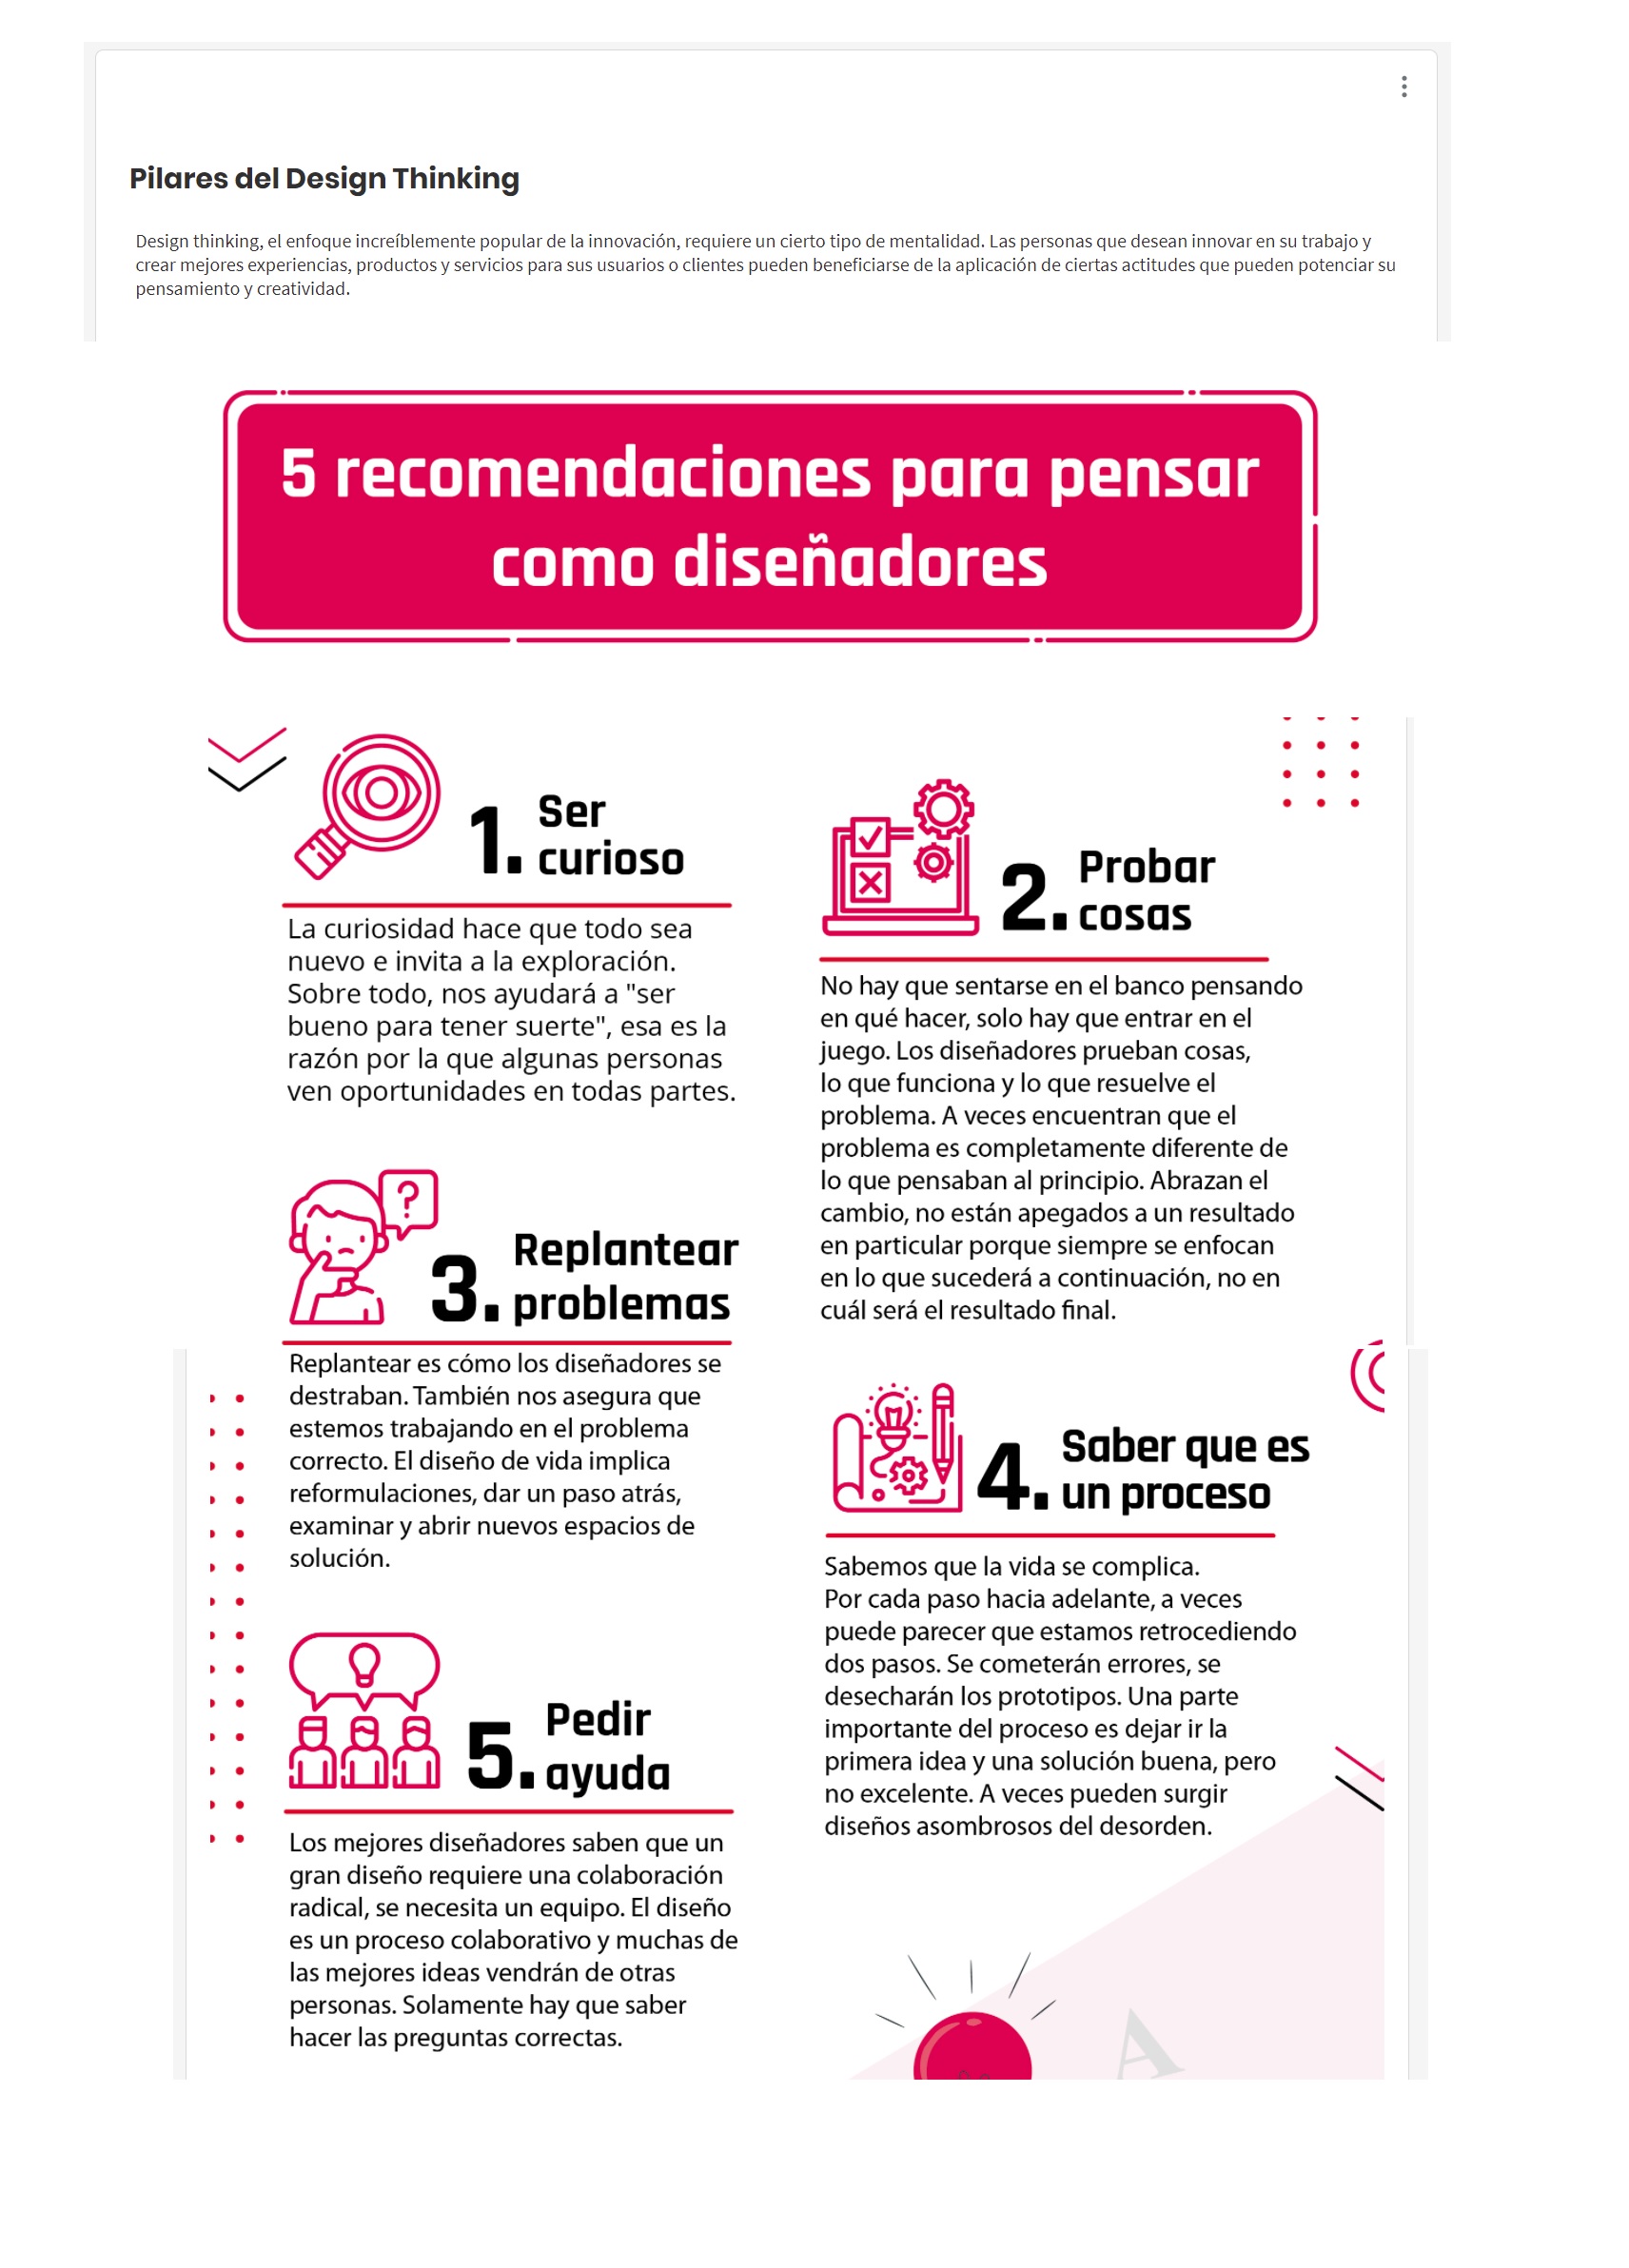 Pilares del Design Thinking
Design thinking, el enfoque increíblemente popular de la innovación, requiere un cierto tipo de mentalidad. Las personas que desean innovar en su trabajo y
crear mejores experiencias, productos y servicios para sus usuarios o clientes pueden beneficiarse de la aplicación de ciertas actitudes que pueden potenciar su
pensamiento y creatividad.
5 recomendaciones para pensar
como diseñadores
1. Ser
curioso
La curiosidad hace que todo sea
nuevo e invita a la exploración.
Sobre todo, nos ayudará a "ser
bueno para tener suerte", esa es la
razón por la que algunas personas
ven oportunidades en todas partes.
2. Probar
cosas
No hay que sentarse en el banco pensando
en qué hacer, solo hay que entrar en el
juego. Los diseñadores prueban cosas,
lo que funciona y lo que resuelve el
problema. A veces encuentran que el
problema es completamente diferente de
lo que pensaban al principio. Abrazan el
cambio, no están apegados a un resultado
en particular porque siempre se enfocan
en lo que sucederá a continuación, no en
cuál será el resultado final.
?
3. Replantear
problemas
Replantear es cómo los diseñadores se
destraban. También nos asegura que
estemos trabajando en el problema
correcto. El diseño de vida implica
reformulaciones, dar un paso atrás,
examinar y abrir nuevos espacios de
solución.
4. Saber que es
un proceso
Sabemos que la vida se complica.
Por cada paso hacia adelante, a veces
puede parecer que estamos retrocediendo
dos pasos. Se cometerán errores, se
desecharán los prototipos. Una parte
importante del proceso es dejar ir la
primera idea y una solución buena, pero
no excelente. A veces pueden surgir
diseños asombrosos del desorden.
5. Pedir
ayuda
Los mejores diseñadores saben que un
gran diseño requiere una colaboración
radical, se necesita un equipo. El diseño
es un proceso colaborativo y muchas de
las mejores ideas vendrán de otras
personas. Solamente hay que saber
hacer las preguntas correctas.
A